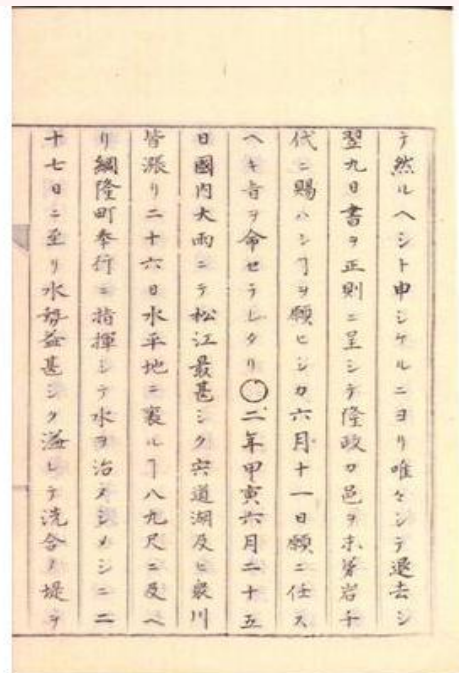 テ然ルヘシト申シケルニヨリ唯々シテ退去シ
翌九日書ヲ正則ニ呈シテ隆政カ邑ヲ末弟岩千
代ニ賜ハンヿヲ願ヒシカ六月十一日願ニ任ス
ヘキ旨ヲ命セラレタリ〇二年甲寅六月二十五
日國内大雨ニテ松江最甚シク宍道湖及ヒ衆川
皆漲リ二十六日水平地ニ襄ルヿ八九尺ニ及ヘ
リ綱隆町奉行ニ指揮シテ水ヲ治メシメシニ二
十七日ニ至リ水勢益甚シク溢レテ洗合ノ堤ヲ